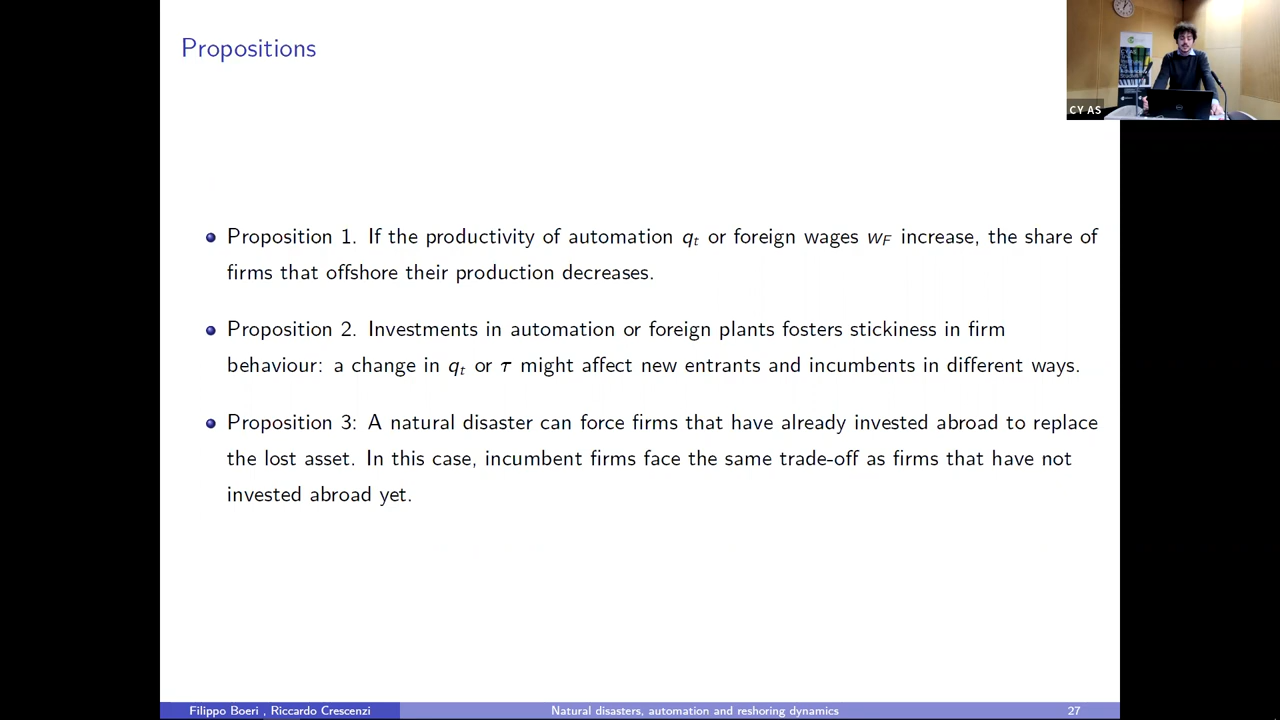 Propositions
CY AS
Proposition 1. If the productivity of automation qt or foreign wages wF increase, the share of
firms that offshore their production decreases.
Proposition 2. Investments in automation or foreign plants fosters stickiness in firm
behaviour: a change in qt or τ might affect new entrants and incumbents in different ways.
Proposition 3: A natural disaster can force firms that have already invested abroad to replace
the lost asset. In this case, incumbent firms face the same trade-off as firms that have not
invested abroad yet.
Filippo Boeri , Riccardo Crescenzi
Natural disasters, automation and reshoring dynamics
27